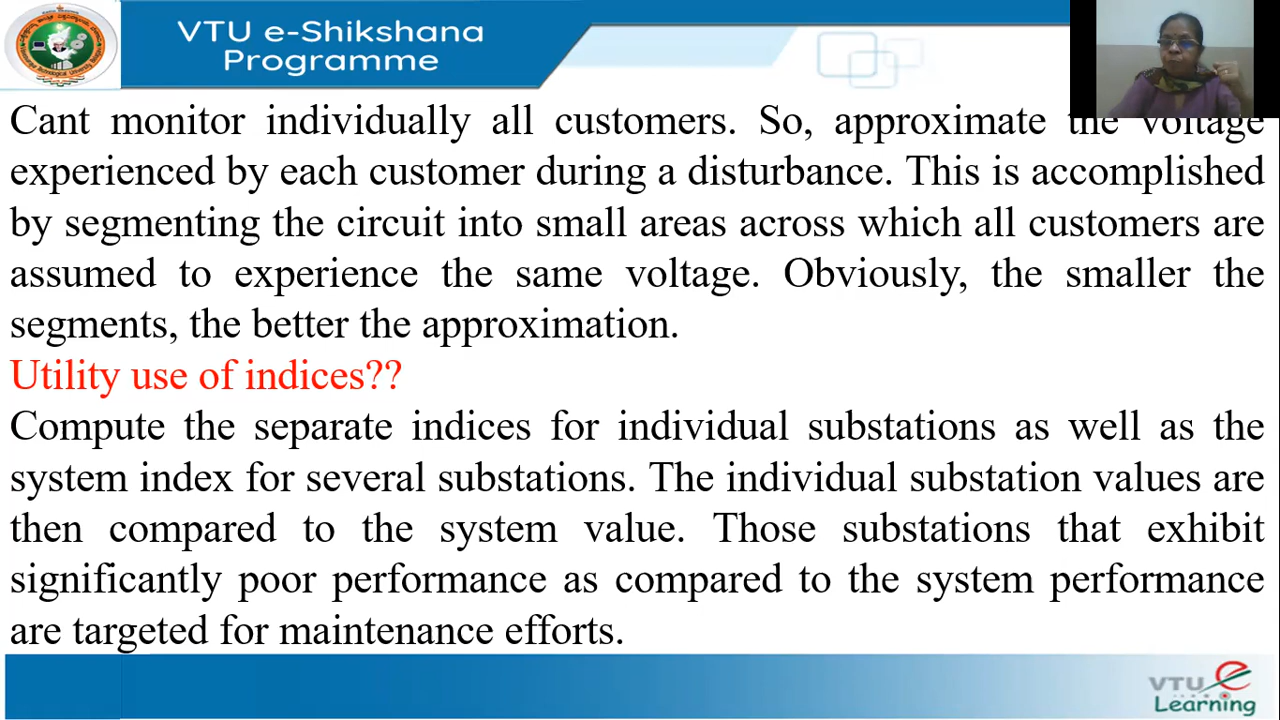 VTU e-Shikshana
Programme
Cant monitor individually all customers. So, approximate the voltage
experienced by each customer during a disturbance. This is accomplished
by segmenting the circuit into small areas across which all customers are
assumed to experience the same voltage. Obviously, the smaller the
segments, the better the approximation.
Utility use of indices??
Compute the separate indices for individual substations as well as the
system index for several substations. The individual substation values are
then compared to the system value. Those substations that exhibit
significantly poor performance as compared to the system performance
are targeted for maintenance efforts.
VTU e
Learning